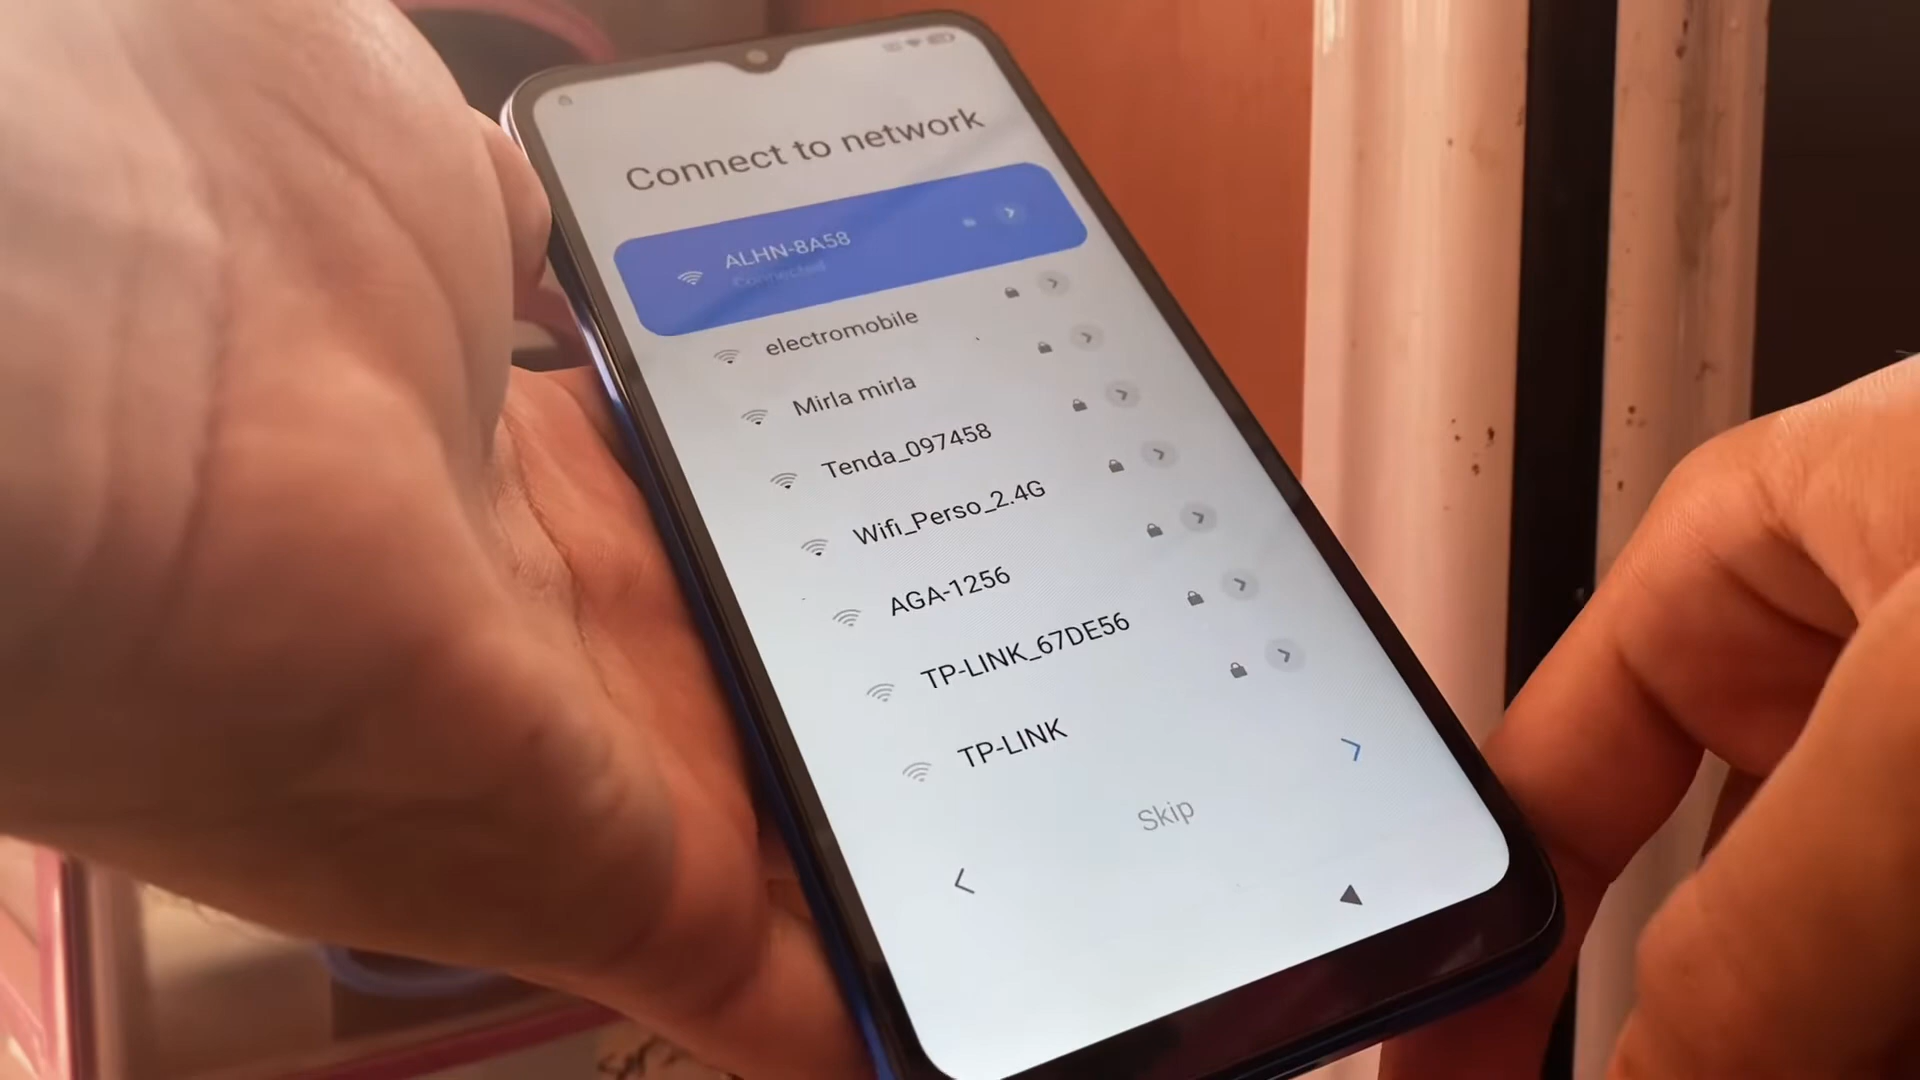 Connect to network
ALHN-8A58
Connected
electromobile
Mirla mirla
Tenda_097458
Wifi_Perso_2.4G
AGA-1256
TP-LINK_67DE56
TP-LINK
Skip